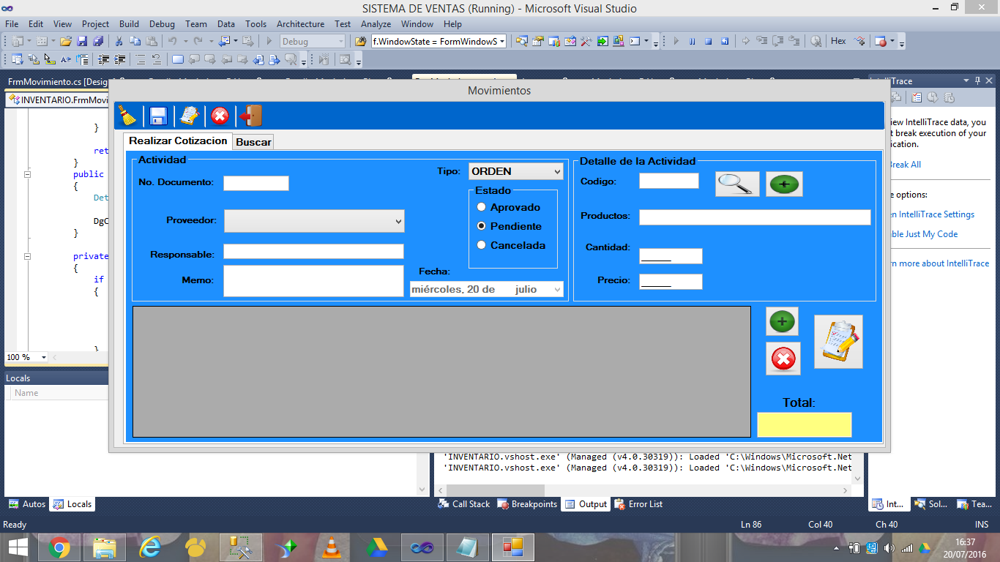 SISTEMA DE VENTAS (Running) - Microsoft Visual Studio
File Edit View Project Build Debug Team Data Tools Architecture Test Analyze Window Help
Debug f.WindowState = FormWindowS Hex
FrmMovimiento.cs [Desig
IntelliTrace
Movimientos
INVENTARIO.FrmMovi
}
ret
}
public
{
Det
DgC
}
private
{
if
{
}
100 %
Realizar Cotizacion Buscar
Actividad
No. Documento:
Tipo: ORDEN
Estado
Aprovado
Pendiente
Cancelada
Proveedor:
Responsable:
Memo:
Fecha:
miércoles, 20 de julio
Detalle de la Actividad
Codigo:
Productos:
Cantidad:
Precio:
Total:
iew IntelliTrace data, you
t break execution of your
ication.
Break All
e options:
en IntelliTrace Settings
ble Just My Code
rn more about IntelliTrace
Locals
Name
'INVENTARIO.vshost.exe' (Managed (v4.0.30319)): Loaded 'C:\Windows\Microsoft.Net
'INVENTARIO.vshost.exe' (Managed (v4.0.30319)): Loaded 'C:\Windows\Microsoft.Net
Autos Locals Call Stack Breakpoints Output Error List Int... Sol... Tea...
Ready Ln 86 Col 40 Ch 40 INS
16:37
20/07/2016